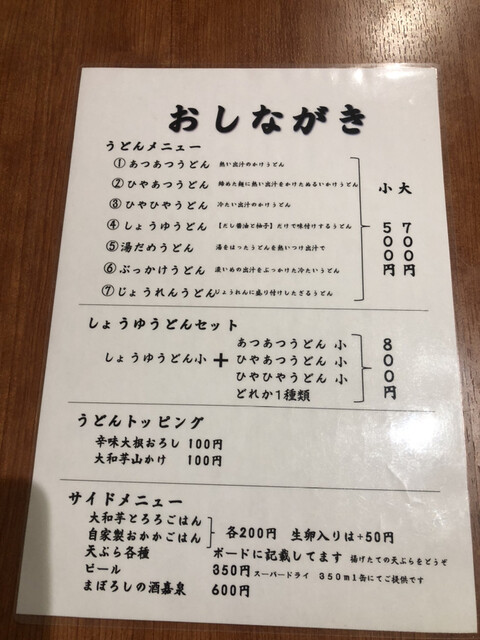 おしながき
うどんメニュー
①あつあつうどん 熱い出汁のかけうどん
②ひやあつうどん 締めた麺に熱い出汁をかけたぬるいかけうどん
③ひやひやうどん 冷たい出汁のかけうどん
④しょうゆうどん 【だし醤油と柚子】だけで味付けするうどん
⑤湯だめうどん 湯をはったうどんを熱いつけ出汁で
⑥ぶっかけうどん 濃いめの出汁をぶっかけた冷たいうどん
⑦じょうれんうどん じょうれんに盛り付けしたざるうどん
小 500円
大 700円
しょうゆうどんセット
しょうゆうどん小 +
あつあつうどん 小
ひやあつうどん 小
ひやひやうどん 小
どれか1種類
800円
うどんトッピング
辛味大根おろし 100円
大和芋山かけ 100円
サイドメニュー
大和芋とろろごはん
自家製おかかごはん
各200円 生卵入りは+50円
天ぷら各種 ボードに記載してます 揚げたての天ぷらをどうぞ
ビール 350円 スーパードライ 350ml缶にてご提供です
まぼろしの酒嘉泉 600円